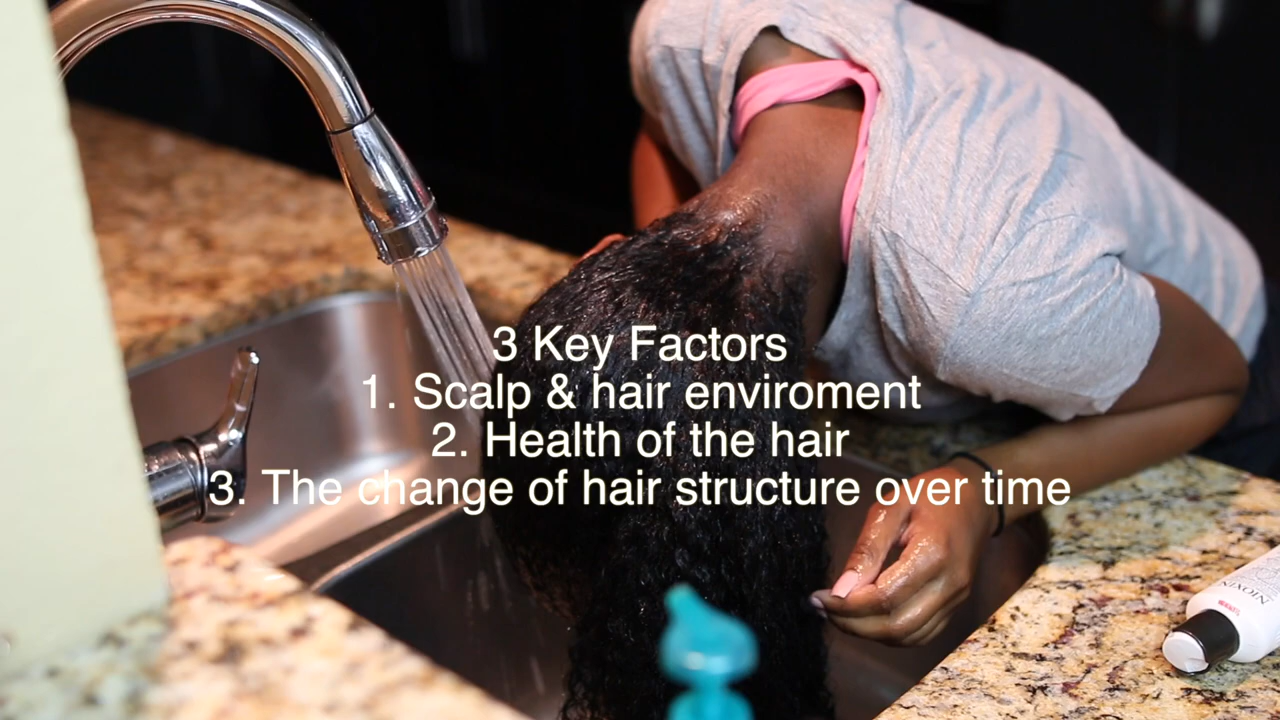 3 Key Factors
1. Scalp & hair enviroment
2. Health of the hair
3. The change of hair structure over time
NIOXIN